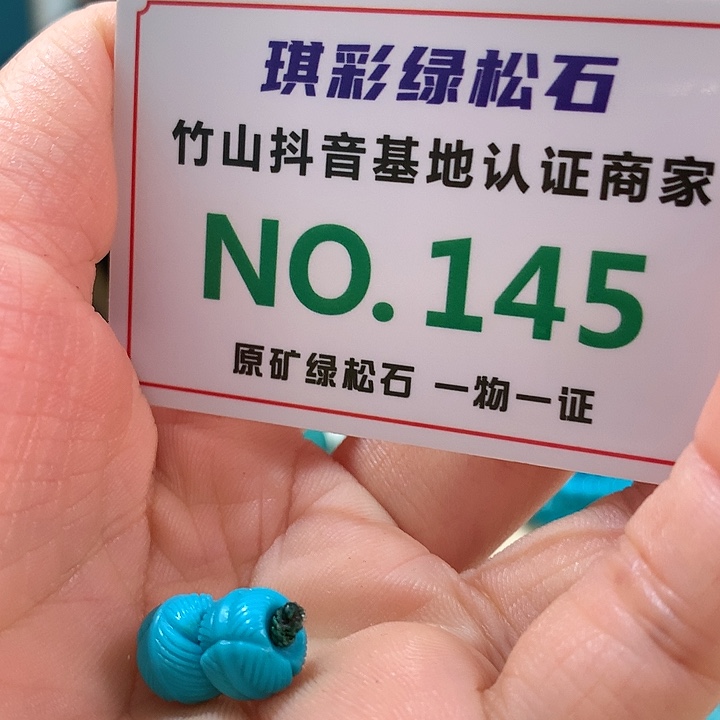 琪彩绿松石
竹山抖音基地认证商家
NO.145
原矿绿松石 一物一证